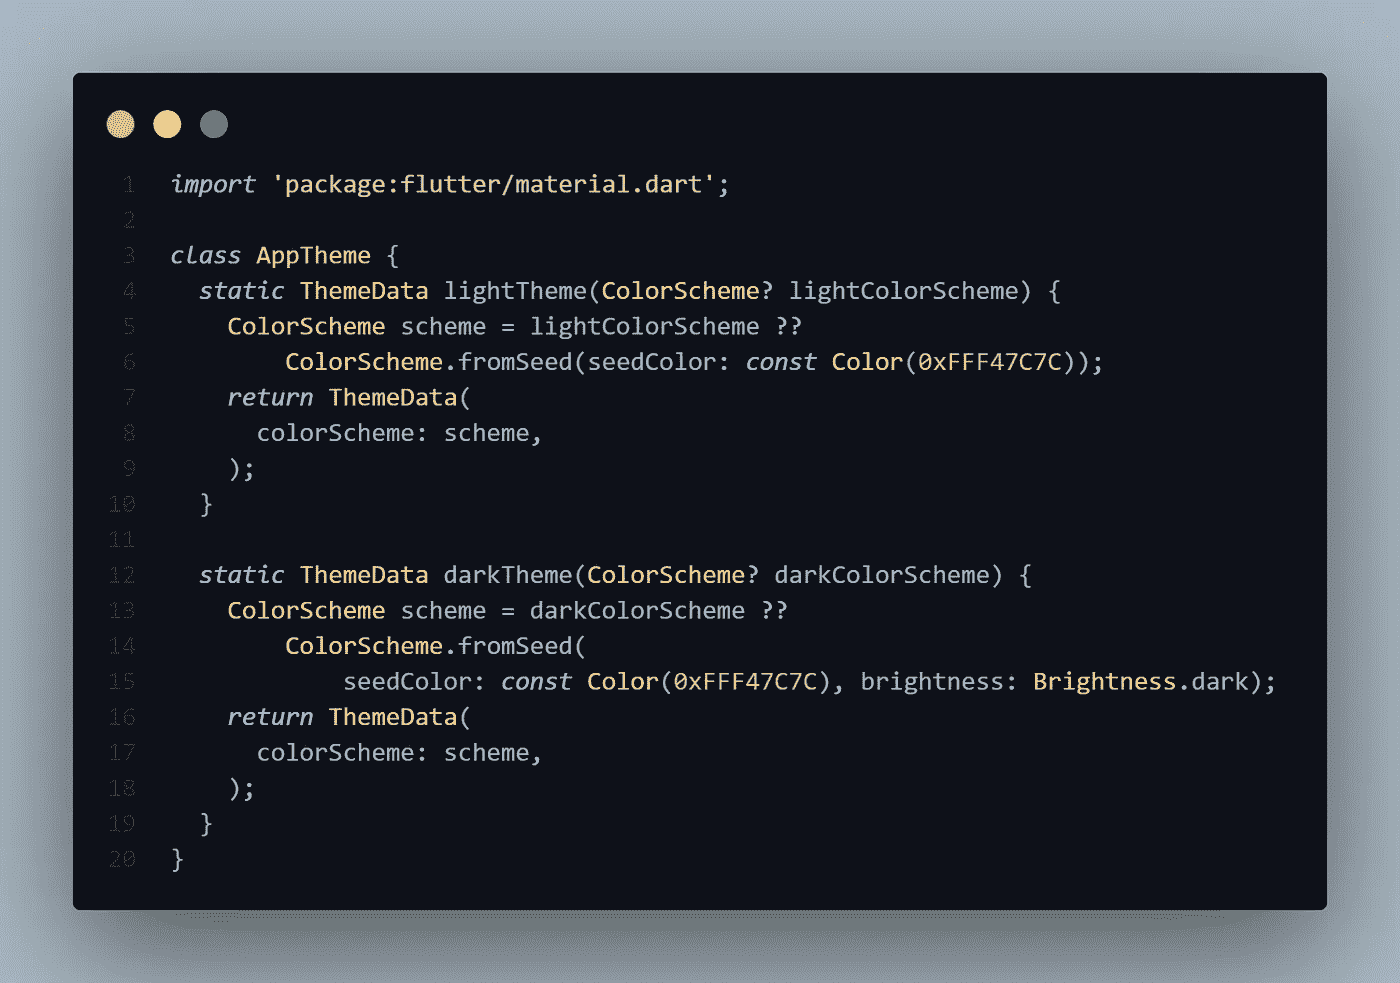 1 import 'package:flutter/material.dart';
2
3 class AppTheme {
4   static ThemeData lightTheme(ColorScheme? lightColorScheme) {
5     ColorScheme scheme = lightColorScheme ??
6         ColorScheme.fromSeed(seedColor: const Color(0xFFF47C7C));
7     return ThemeData(
8       colorScheme: scheme,
9     );
10   }
11
12   static ThemeData darkTheme(ColorScheme? darkColorScheme) {
13     ColorScheme scheme = darkColorScheme ??
14         ColorScheme.fromSeed(
15             seedColor: const Color(0xFFF47C7C), brightness: Brightness.dark);
16     return ThemeData(
17       colorScheme: scheme,
18     );
19   }
20 }